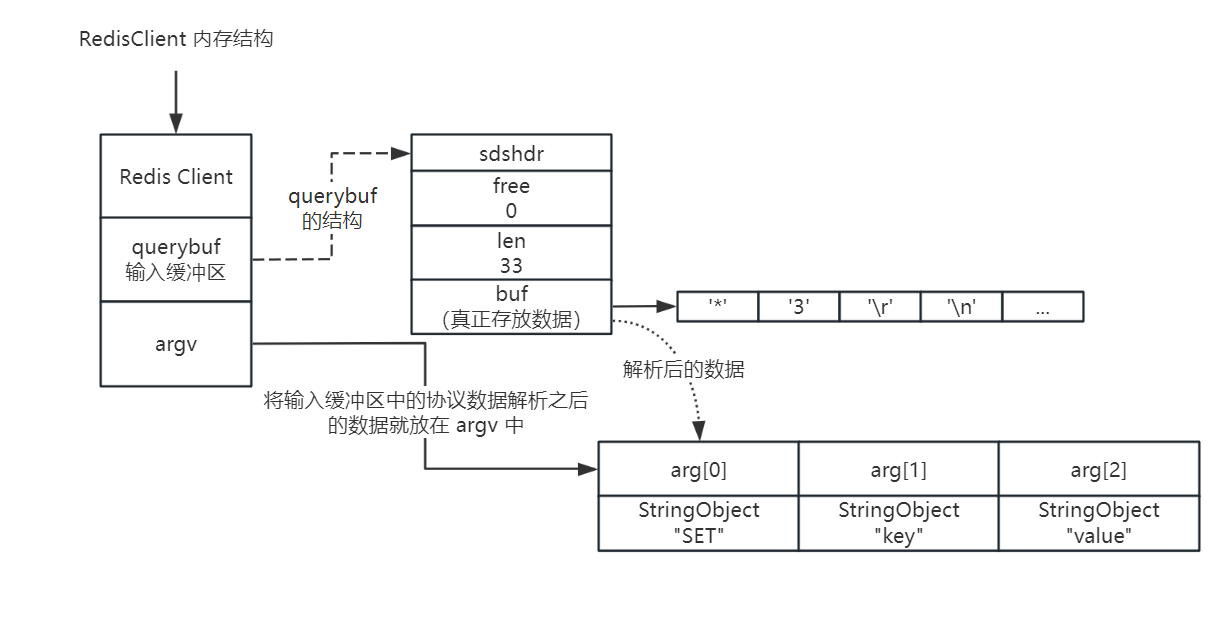 RedisClient 内存结构
Redis Client
querybuf
输入缓冲区
argv
querybuf
的结构
sdshdr
free
0
len
33
buf
（真正存放数据）
'*'
'3'
'\r'
'\n'
...
解析后的数据
将输入缓冲区中的协议数据解析之后
的数据就放在 argv 中
arg[0]
arg[1]
arg[2]
StringObject
"SET"
StringObject
"key"
StringObject
"value"